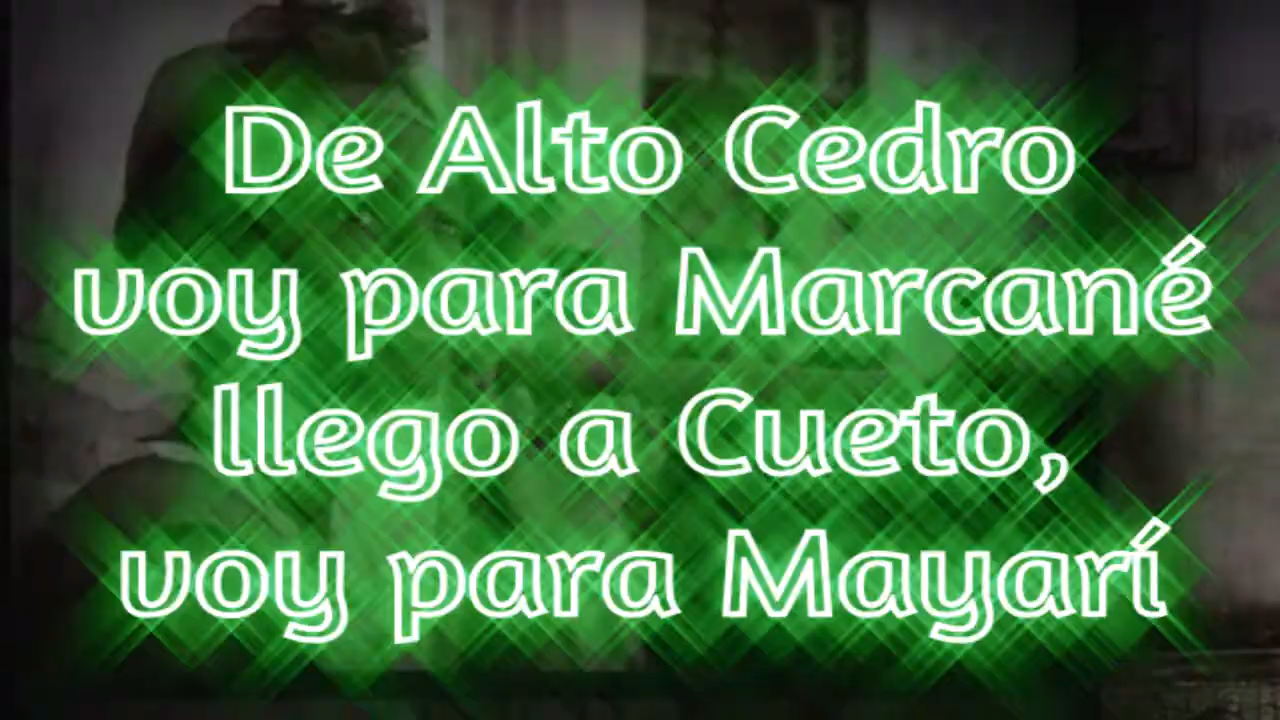 De Alto Cedro
voy para Marcané
llego a Cueto,
voy para Mayarí